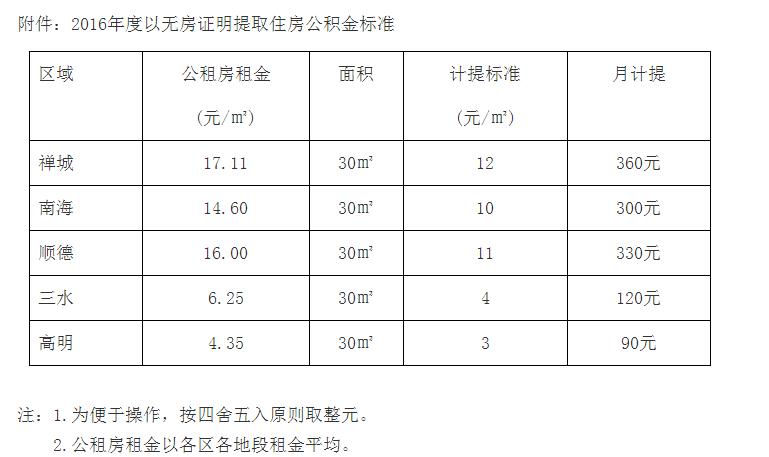 附件：2016年度以无房证明提取住房公积金标准
区域 公租房租金 面积 计提标准 月计提
(元/㎡) (元/㎡)
禅城 17.11 30㎡ 12 360元
南海 14.60 30㎡ 10 300元
顺德 16.00 30㎡ 11 330元
三水 6.25 30㎡ 4 120元
高明 4.35 30㎡ 3 90元
注：1.为便于操作，按四舍五入原则取整元。
2.公租房租金以各区各地段租金平均。